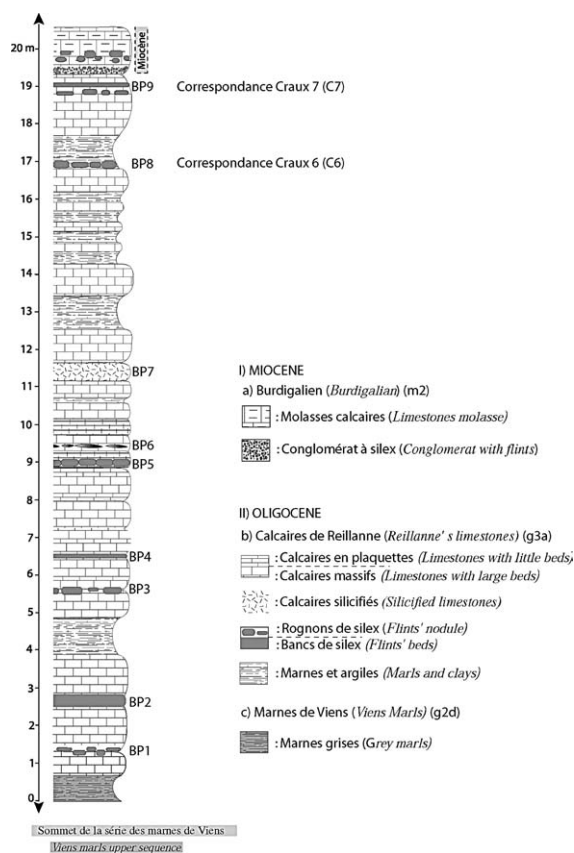 20 m
Miocène
19
BP9
Correspondance Craux 7 (C7)
18
17
BP8
Correspondance Craux 6 (C6)
16
15
14
13
12
BP7
11
10
BP6
9
BP5
8
7
BP4
6
BP3
5
4
3
BP2
2
BP1
1
0
I) MIOCENE
a) Burdigalien (Burdigalian) (m2)
: Molasses calcaires (Limestones molasse)
: Conglomérat à silex (Conglomerat with flints)
II) OLIGOCENE
b) Calcaires de Reillanne (Reillanne' s limestones) (g3a)
: Calcaires en plaquettes (Limestones with little beds)
: Calcaires massifs (Limestones with large beds)
: Calcaires silicifiés (Silicified limestones)
: Rognons de silex (Flints' nodule)
: Bancs de silex (Flints' beds)
: Marnes et argiles (Marls and clays)
c) Marnes de Viens (Viens Marls) (g2d)
: Marnes grises (Grey marls)
Sommet de la série des marnes de Viens
Viens marls upper sequence